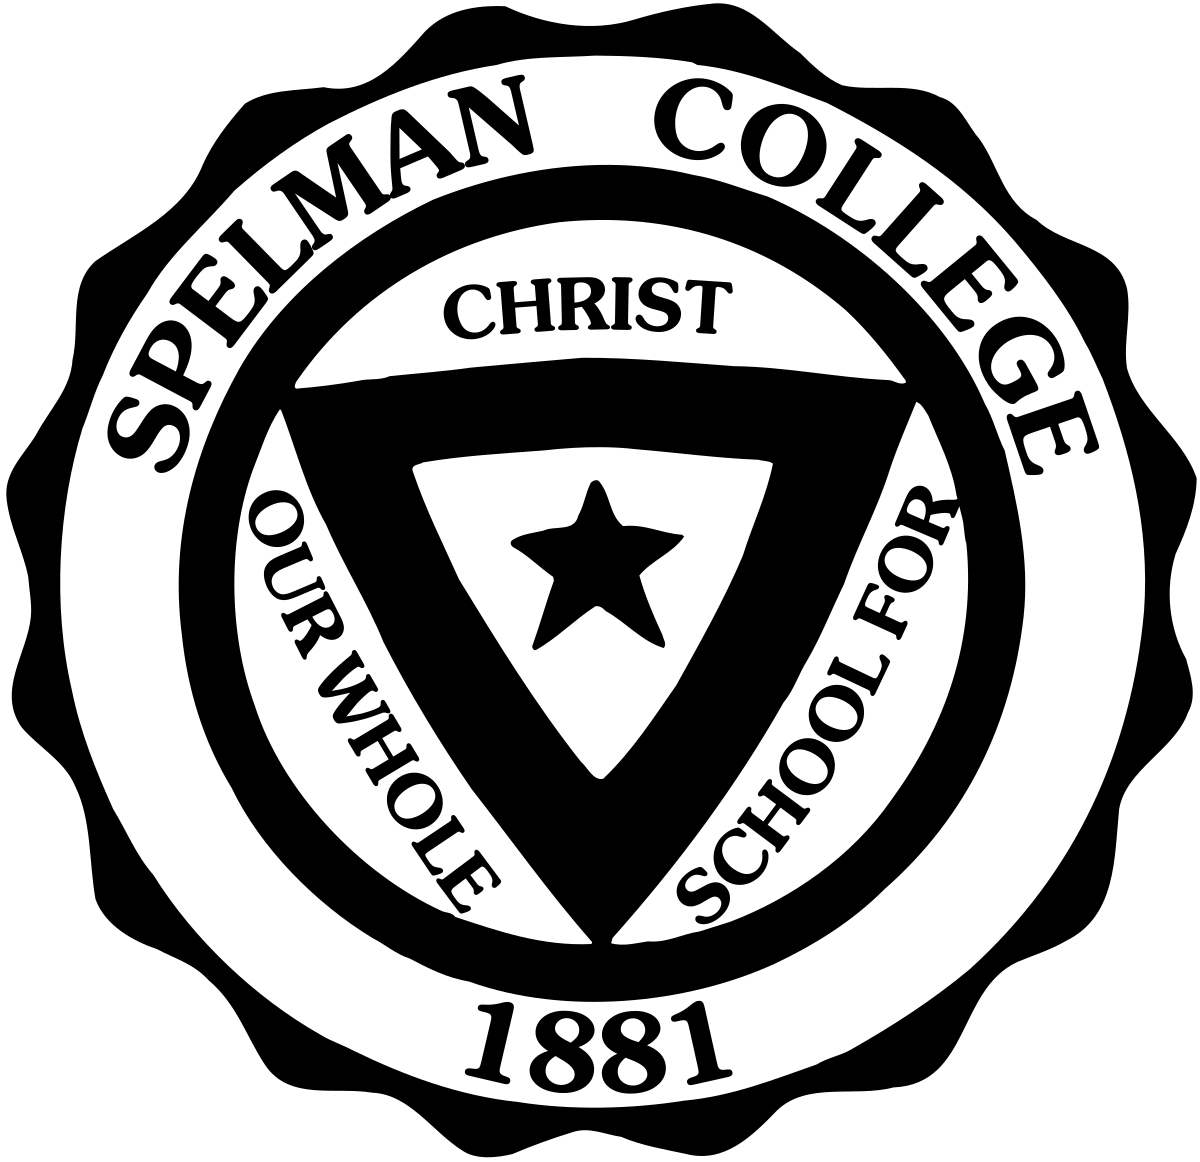 SPELMAN COLLEGE
OUR WHOLE
SCHOOL FOR
CHRIST
1881